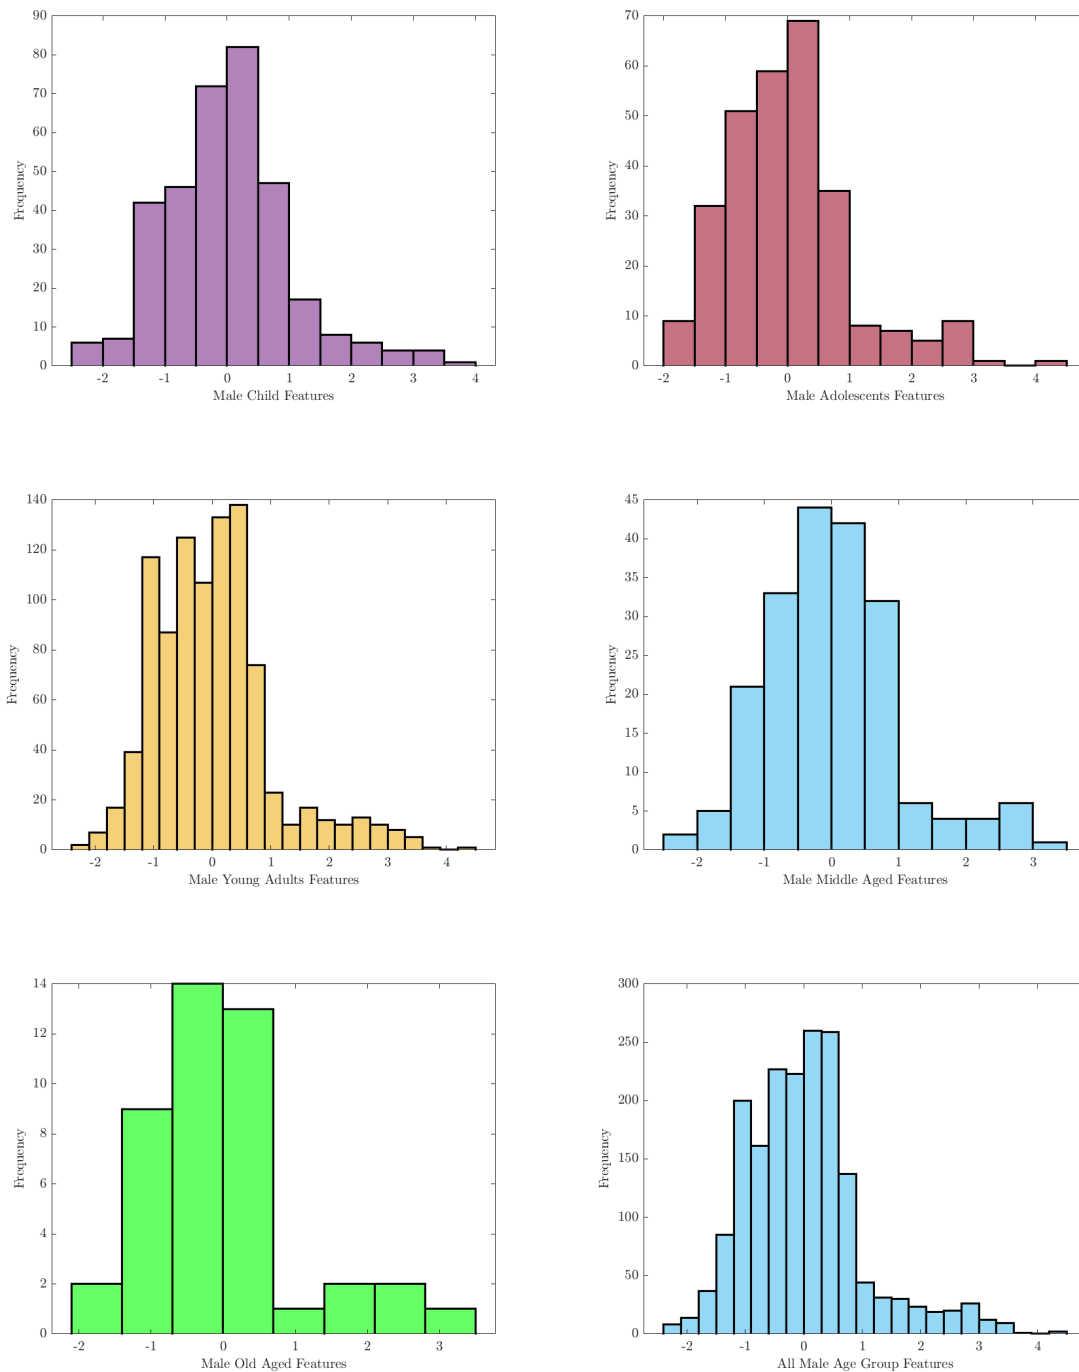 90
80
70
60
50
40
30
20
10
0
Frequency
-2 -1 0 1 2 3 4
Male Child Features
70
60
50
40
30
20
10
0
Frequency
-2 -1 0 1 2 3 4
Male Adolescents Features
140
120
100
80
60
40
20
0
Frequency
-2 -1 0 1 2 3 4
Male Young Adults Features
45
40
35
30
25
20
15
10
5
0
Frequency
-2 -1 0 1 2 3
Male Middle Aged Features
14
12
10
8
6
4
2
0
Frequency
-2 -1 0 1 2 3
Male Old Aged Features
300
250
200
150
100
50
0
Frequency
-2 -1 0 1 2 3 4
All Male Age Group Features